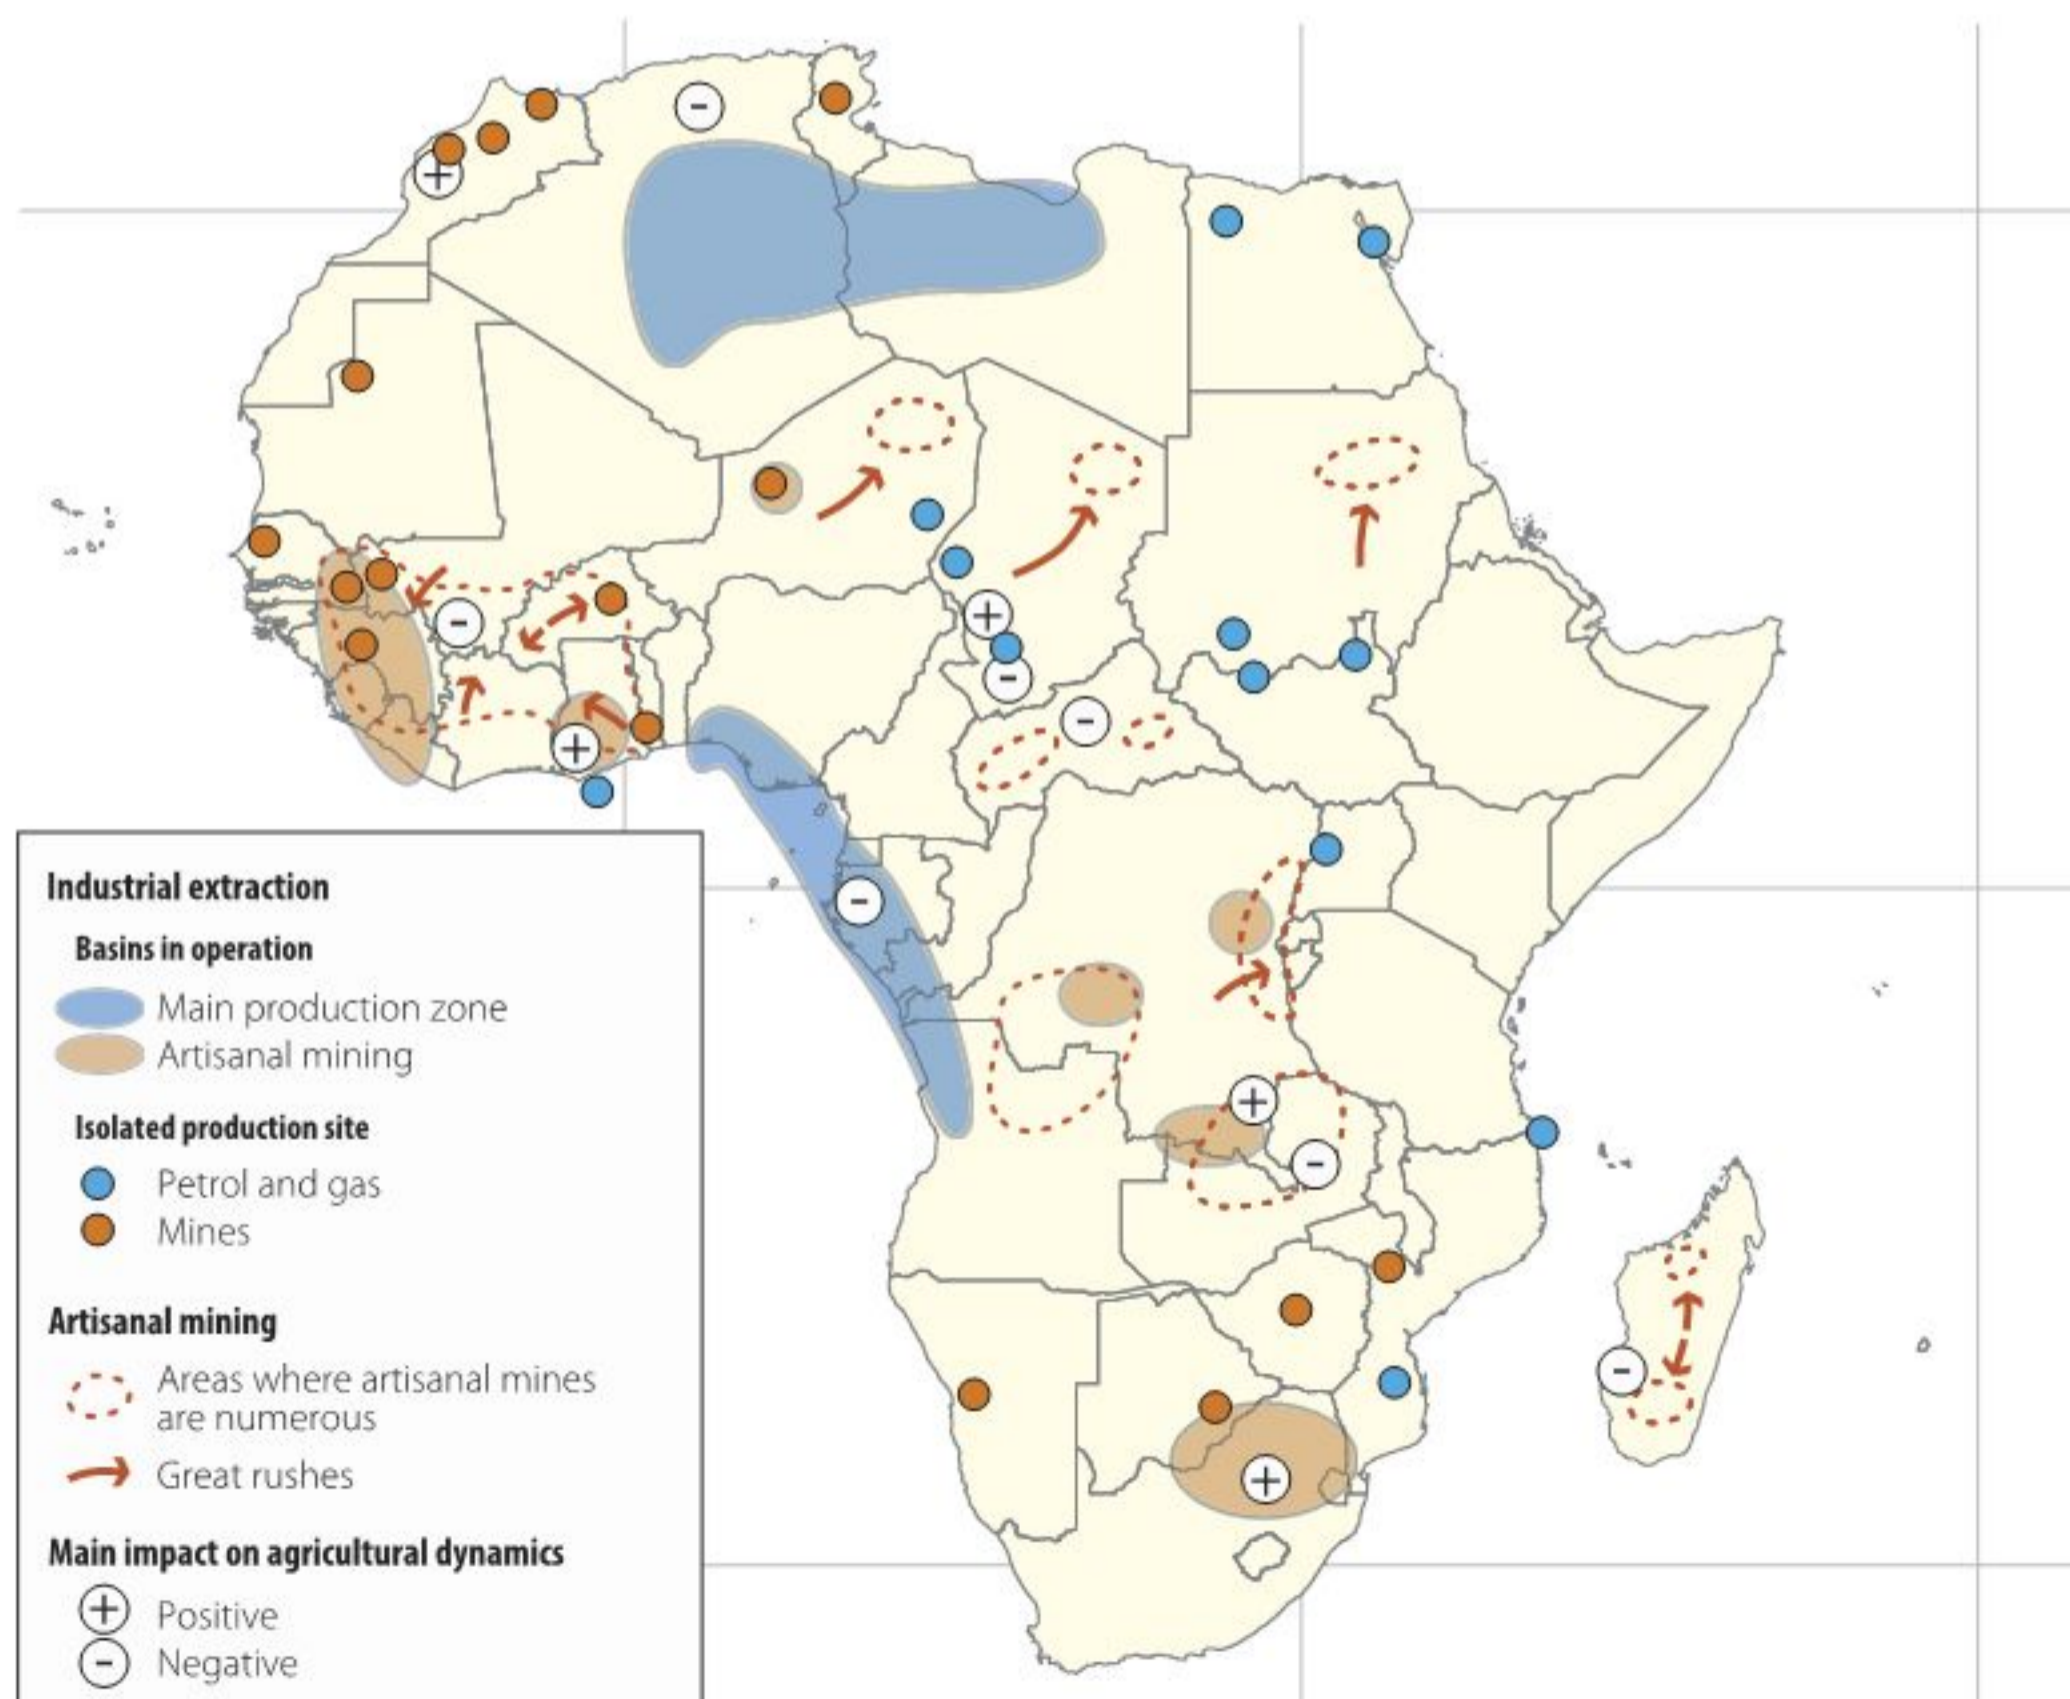 Industrial extraction
Basins in operation
Main production zone
Artisanal mining
Isolated production site
Petrol and gas
Mines
Artisanal mining
Areas where artisanal mines
are numerous
Great rushes
Main impact on agricultural dynamics
+ Positive
- Negative